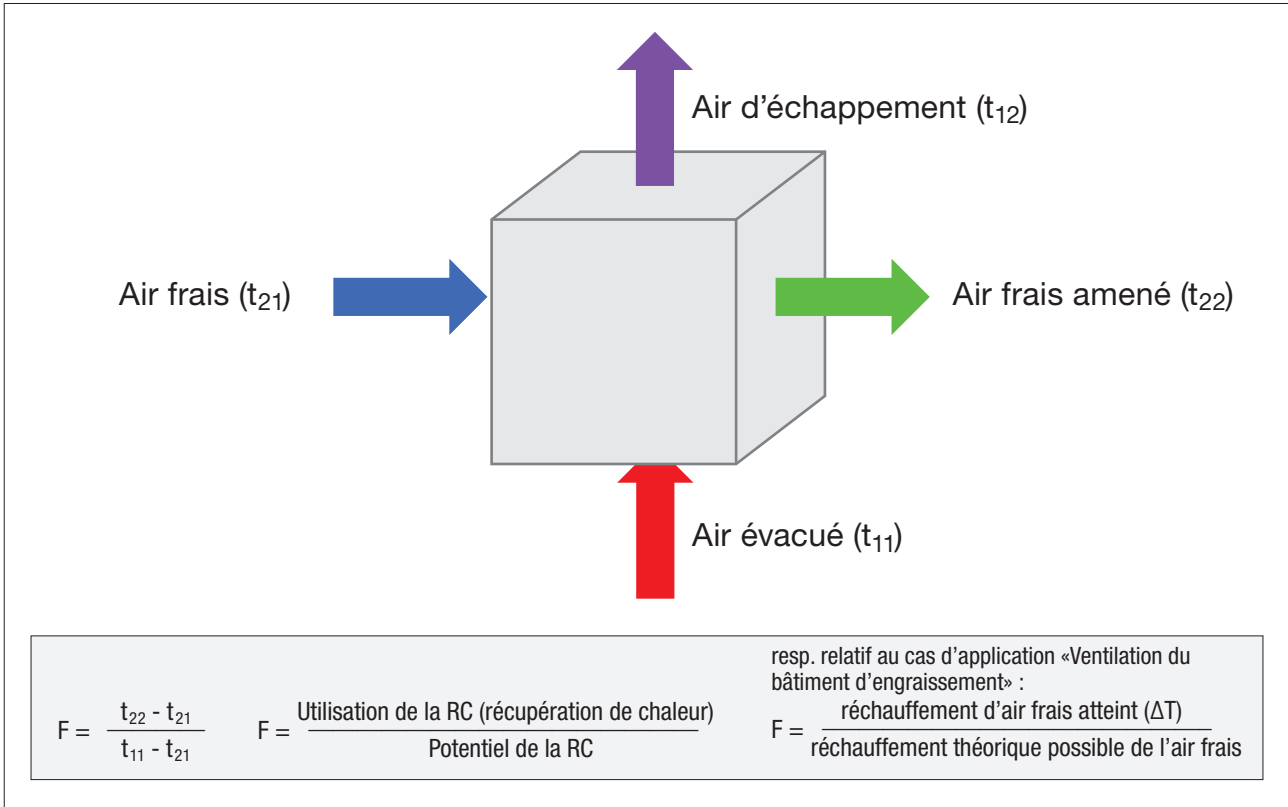 Air d’échappement (t12)
Air frais (t21)
Air frais amené (t22)
Air évacué (t11)
F = t22 - t21
t11 - t21
F = Utilisation de la RC (récupération de chaleur)
Potentiel de la RC
resp. relatif au cas d’application «Ventilation du
bâtiment d’engraissement» :
F = réchauffement d’air frais atteint (ΔT)
réchauffement théorique possible de l’air frais